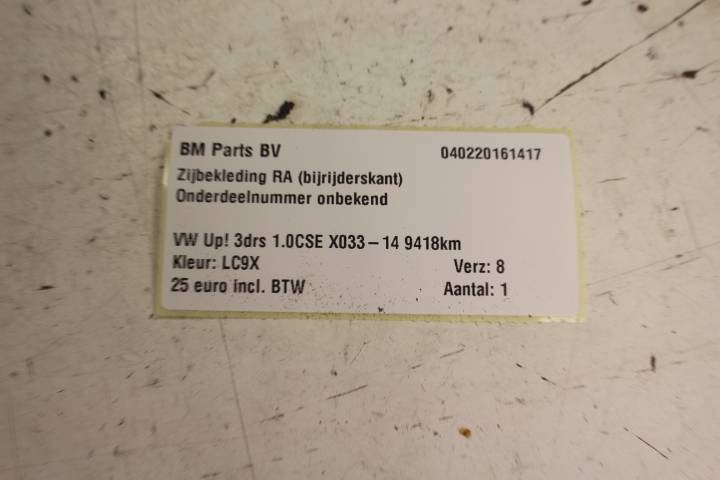 BM Parts BV 040220161417
Zijbekleding RA (bijrijderskant)
Onderdeelnummer onbekend
VW Up! 3drs 1.0CSE X033-14 9418km
Kleur: LC9X Verz: 8
25 euro incl. BTW Aantal: 1